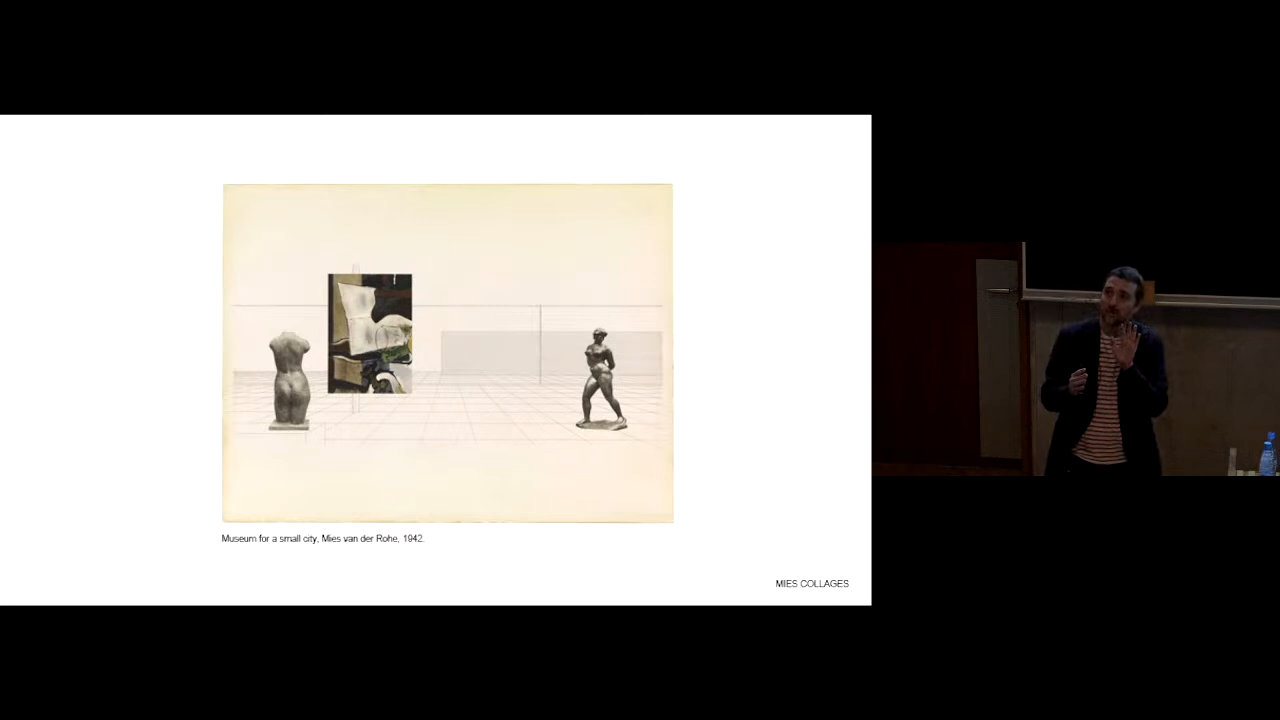 Museum for a small city, Mies van der Rohe, 1942.
MIES COLLAGES